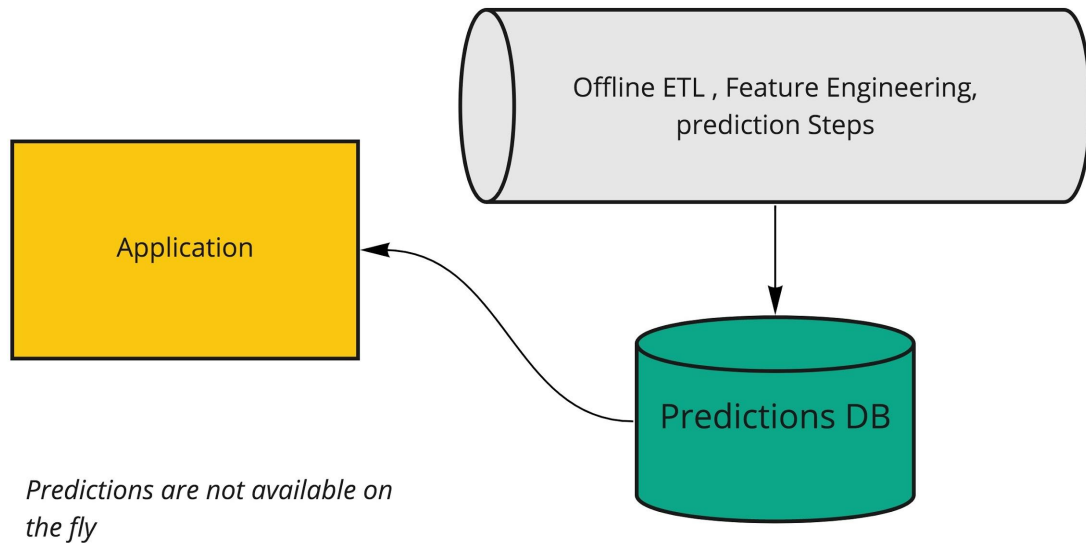 Offline ETL , Feature Engineering,
prediction Steps
Application
Predictions DB
Predictions are not available on
the fly